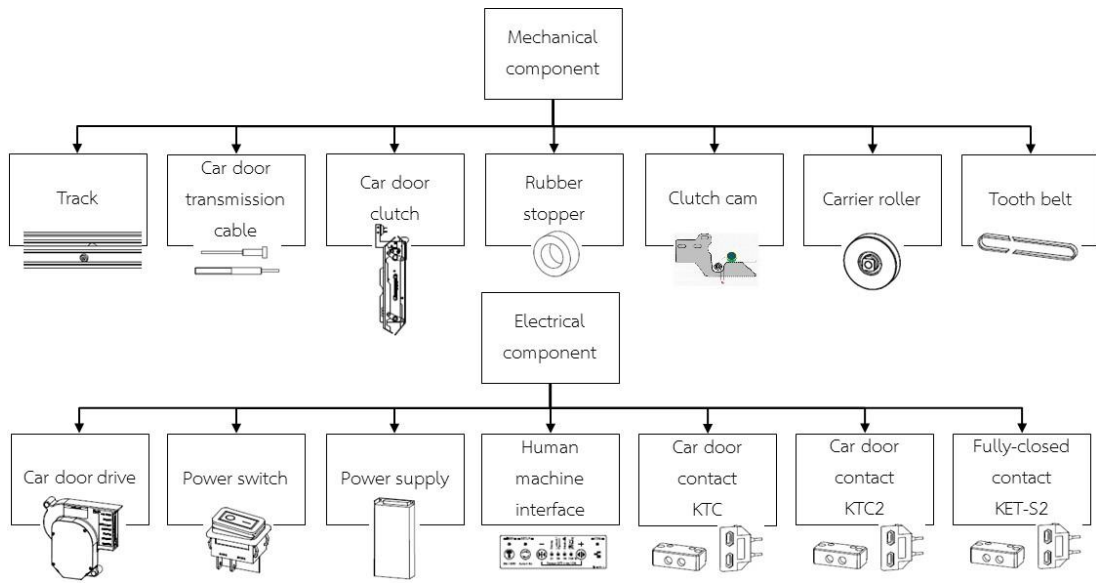 Mechanical
component
Track
Car door
transmission
cable
Car door
clutch
Rubber
stopper
Clutch cam
Carrier roller
Tooth belt
Electrical
component
Car door drive
Power switch
Power supply
Human
machine
interface
Car door
contact
KTC
Car door
contact
KTC2
Fully-closed
contact
KET-S2